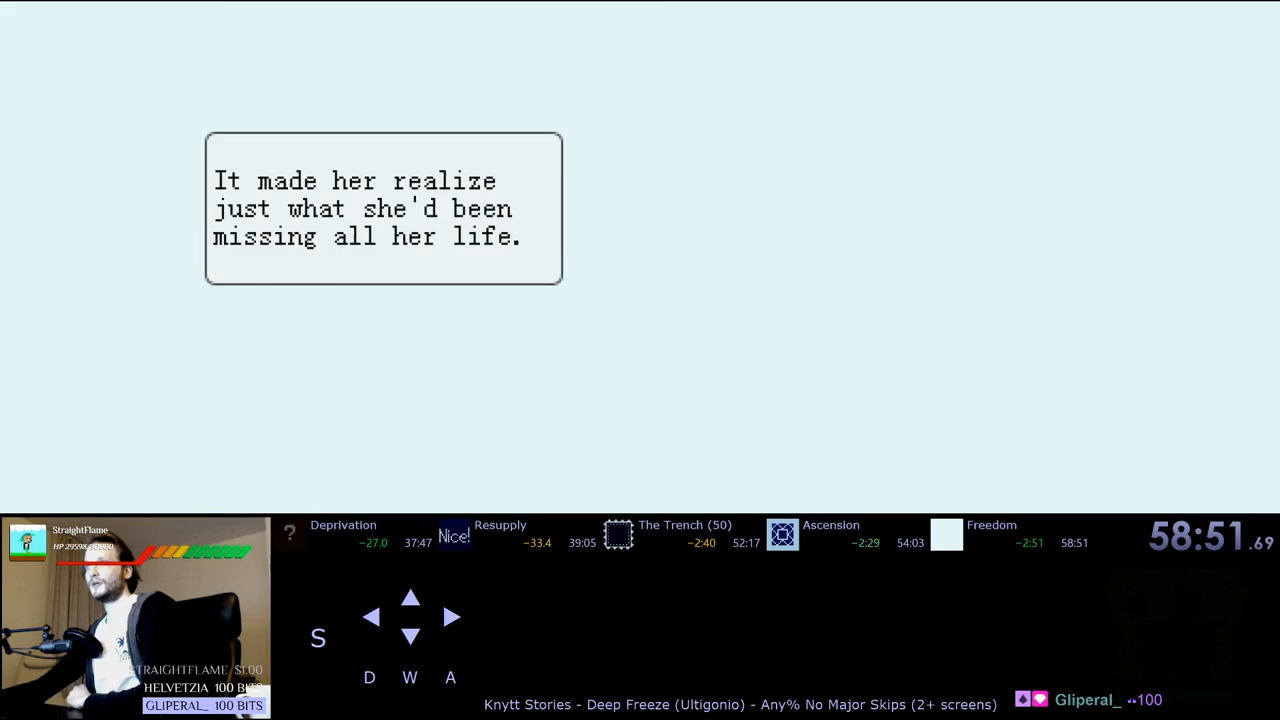 It made her realize
just what she'd been
missing all her life.
StraightFlame
STRAIGHTFLAME $1.00
HELVETZIA 100 BITS
GLIPERAL_ 100 BITS
?
Deprivation
-27.0 37:47
Nice!
Resupply
-33.4 39:05
The Trench (50)
-2:40 52:17
Ascension
-2:29 54:03
Freedom
-2:51 58:51
58:51.69
S
D W A
Knytt Stories - Deep Freeze (Ultigonio) - Any% No Major Skips (2+ screens)
Gliperal_ 100